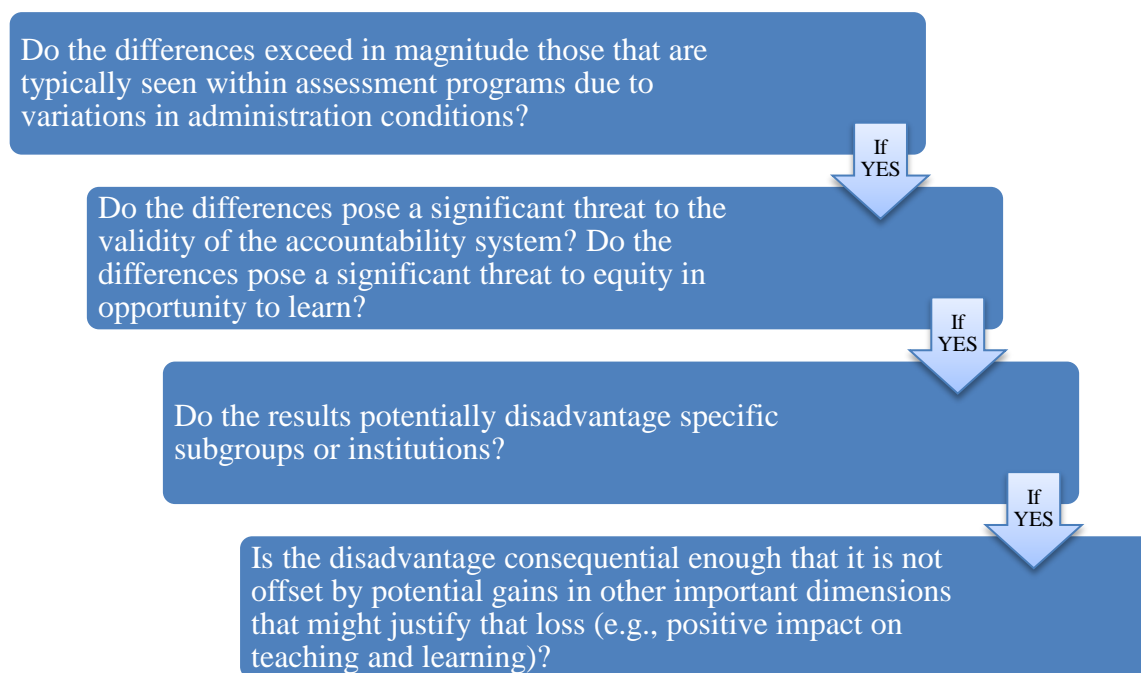 Do the differences exceed in magnitude those that are
typically seen within assessment programs due to
variations in administration conditions?
If
YES
Do the differences pose a significant threat to the
validity of the accountability system? Do the
differences pose a significant threat to equity in
opportunity to learn?
If
YES
Do the results potentially disadvantage specific
subgroups or institutions?
If
YES
Is the disadvantage consequential enough that it is not
offset by potential gains in other important dimensions
that might justify that loss (e.g., positive impact on
teaching and learning)?